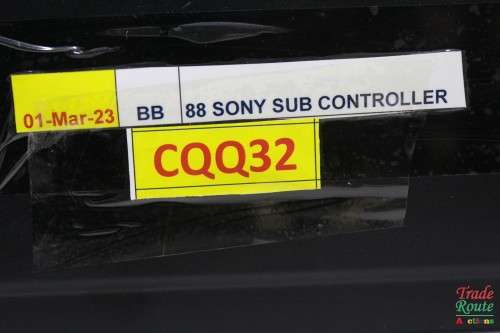 01-Mar-23 BB 88 SONY SUB CONTROLLER
CQQ32
Trade
Route
Auctions